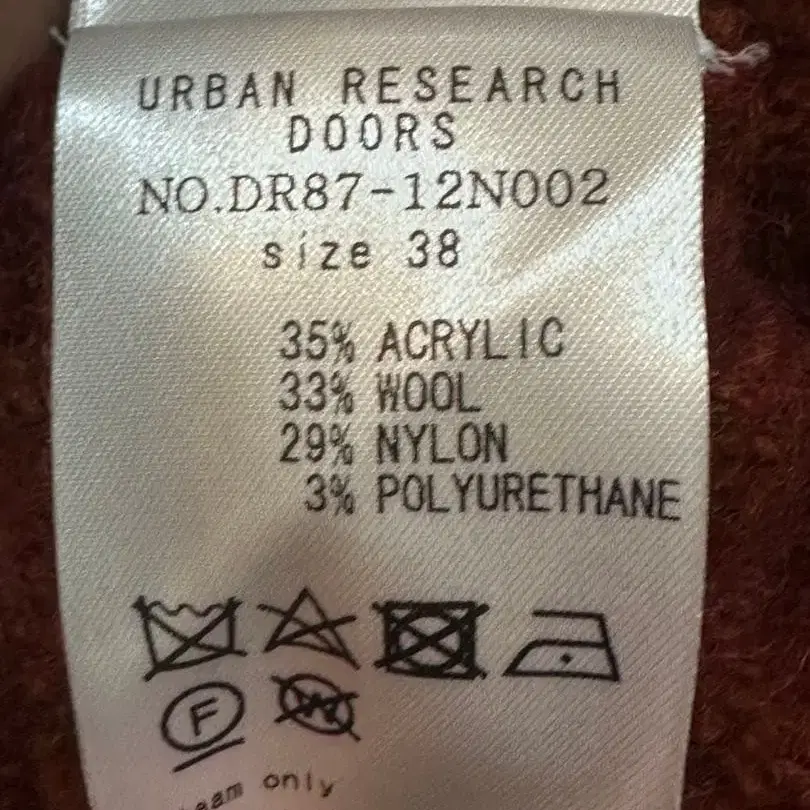 URBAN RESEARCH
DOORS
NO.DR87-12N002
size 38
35% ACRYLIC
33% WOOL
29% NYLON
3% POLYURETHANE
F W
only